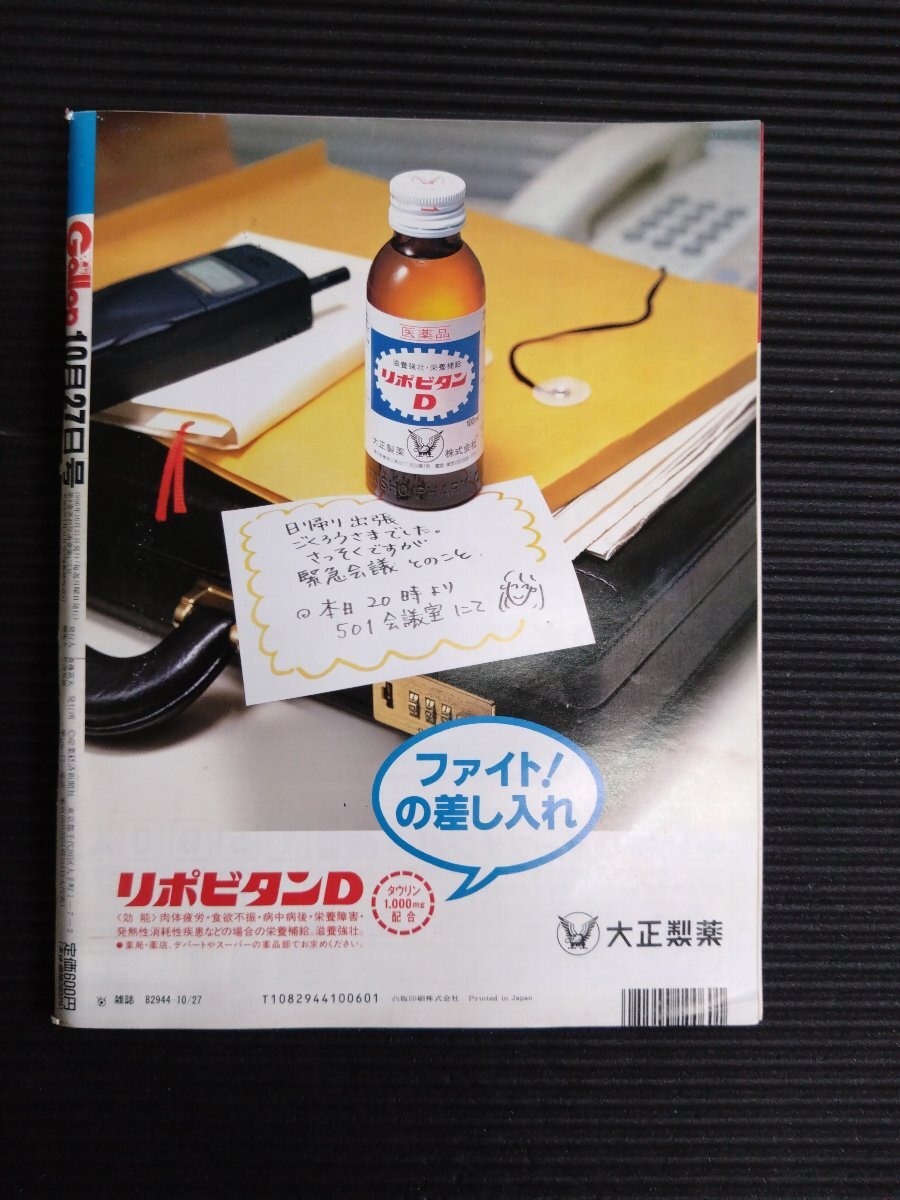 Gallop
10月27日号
定価600円
医薬品
滋養強壮・栄養補給
リポビタン
D
100ml
大正製薬
株式会社
日帰り出張
ごくろうさまでした。
さっそくですが
緊急会議とのこと
◎本日20時より
501会議室にて
ファイト!
の差し入れ
リポビタンD
タウリン
1,000mg
配合
〈効 能〉肉体疲労・食欲不振・病中病後・栄養障害・
発熱性消耗性疾患などの場合の栄養補給。滋養強壮。
●薬局・薬店、デパートやスーパーの薬品部でお求めください。
大正製薬
雑誌 82944-10/27
T1082944100601
凸版印刷株式会社 Printed in Japan